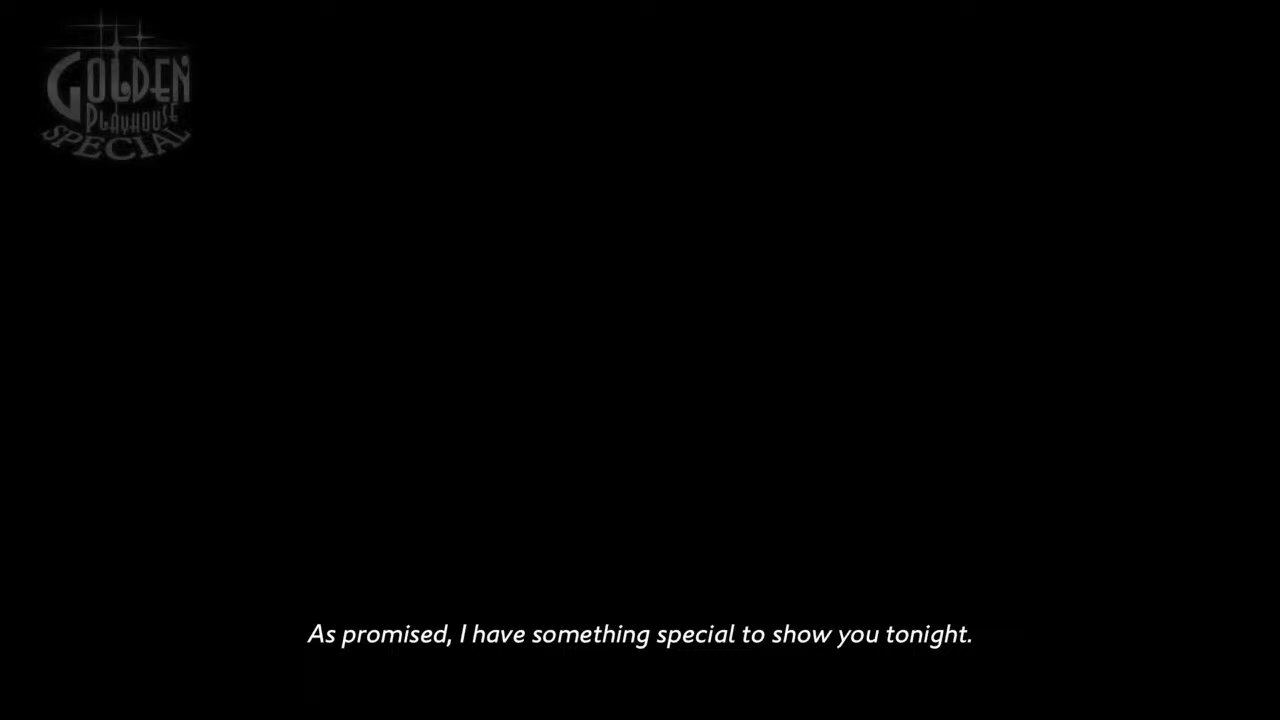 GOLDEN
PLAYHOUSE
SPECIAL
As promised, I have something special to show you tonight.